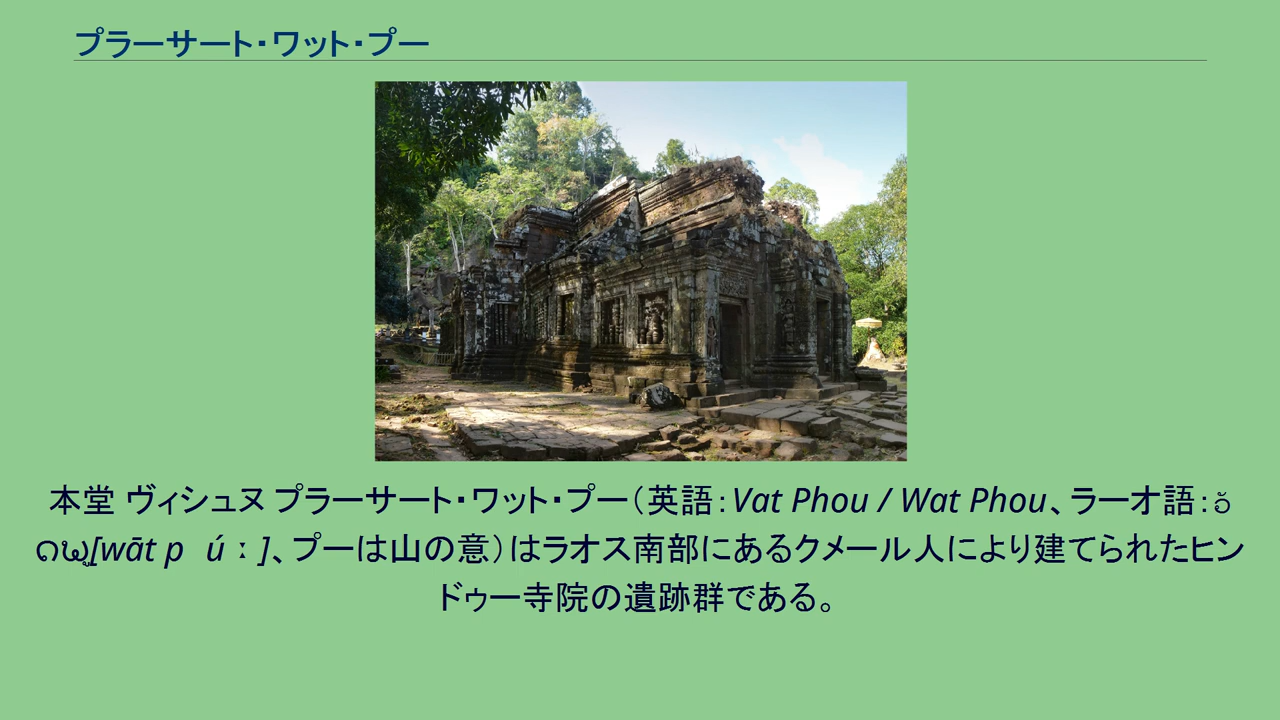 プラーサート・ワット・プー
本堂 ヴィシュヌ プラーサート・ワット・プー（英語：Vat Phou / Wat Phou、ラーオ語：
[wāt p ú ː ]、プーは山の意）はラオス南部にあるクメール人により建てられたヒン
ドゥー寺院の遺跡群である。